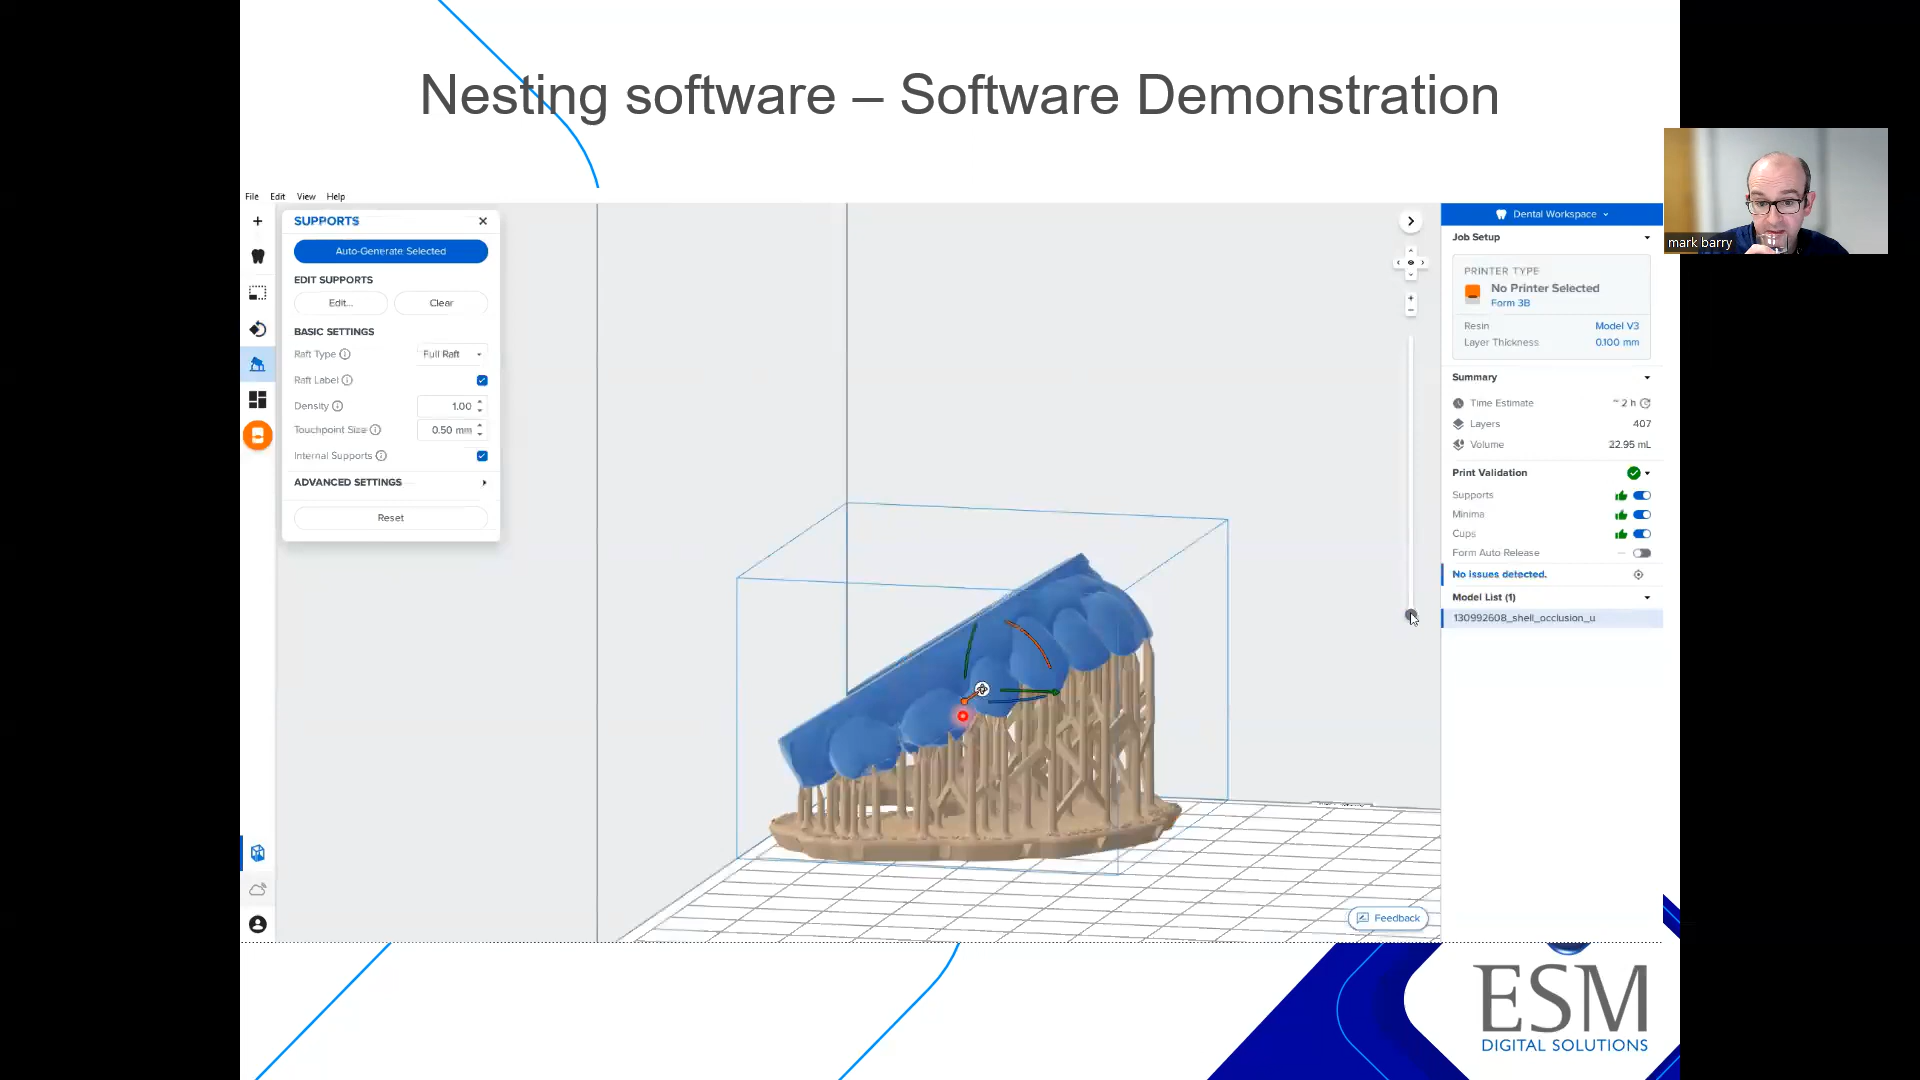 Nesting software – Software Demonstration
File Edit View Help
SUPPORTS
Auto-Generate Selected
EDIT SUPPORTS
Edit... Clear
BASIC SETTINGS
Raft Type Full Raft
Raft Label
Density 1.00
Touchpoint Size 0.50 mm
Internal Supports
ADVANCED SETTINGS
Reset
Dental Workspace
Job Setup
PRINTER TYPE
No Printer Selected
Form 3B
Resin Model V3
Layer Thickness 0.100 mm
Summary
Time Estimate ~ 2 h
Layers 407
Volume 22.95 mL
Print Validation
Supports
Minima
Cups
Form Auto Release
No issues detected.
Model List (1)
130992608_shell_occlusion_u
Feedback
mark barry
ESM
DIGITAL SOLUTIONS